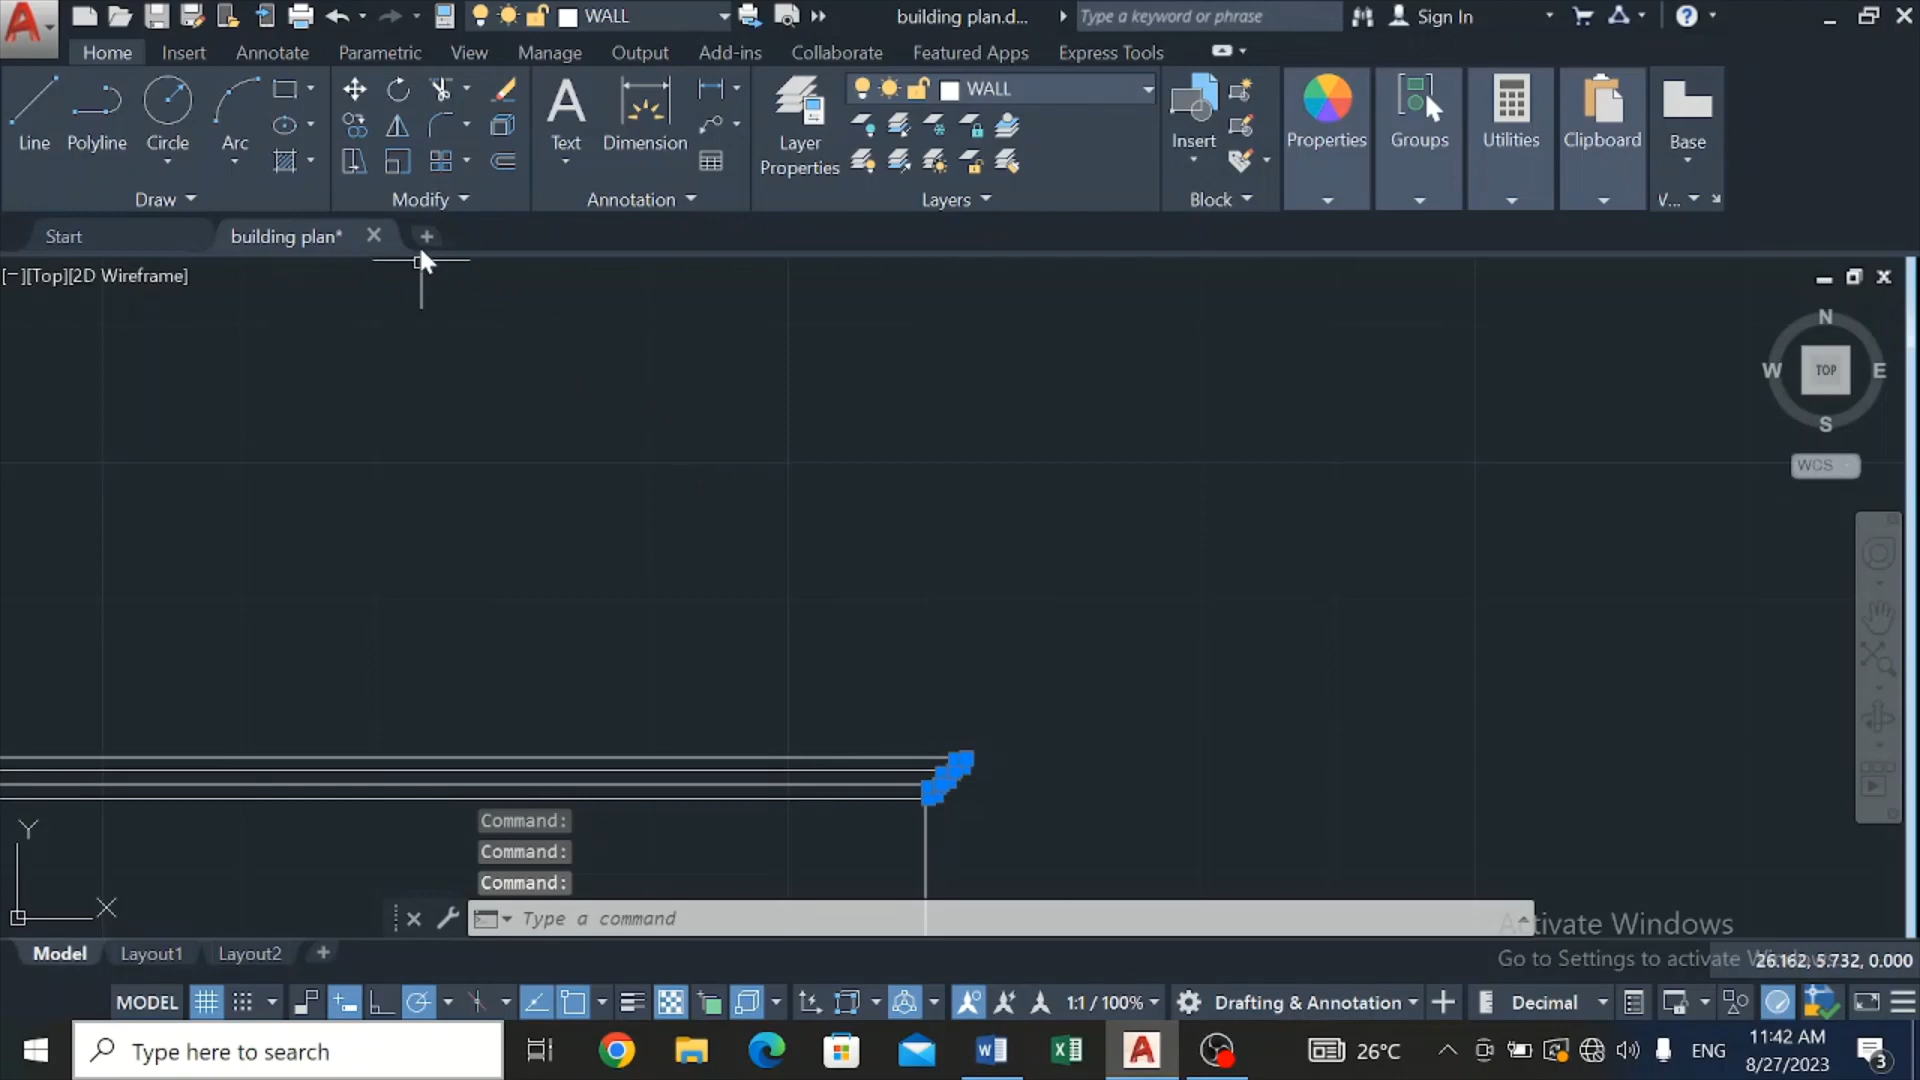 WALL
building plan.d...
Type a keyword or phrase
Sign In
Home
Insert
Annotate
Parametric
View
Manage
Output
Add-ins
Collaborate
Featured Apps
Express Tools
Line
Polyline
Circle
Arc
Text
Dimension
Layer
Properties
WALL
Insert
Properties
Groups
Utilities
Clipboard
Base
Draw
Modify
Annotation
Layers
Block
V...
Start
building plan*
[−][Top][2D Wireframe]
N
W
TOP
E
S
WCS
Command:
Command:
Command:
Y
X
Type a command
Activate Windows
Go to Settings to activate
26.162, 5.732, 0.000
Model
Layout1
Layout2
MODEL
1:1 / 100%
Drafting & Annotation
Decimal
Type here to search
26°C
ENG
11:42 AM
8/27/2023
3